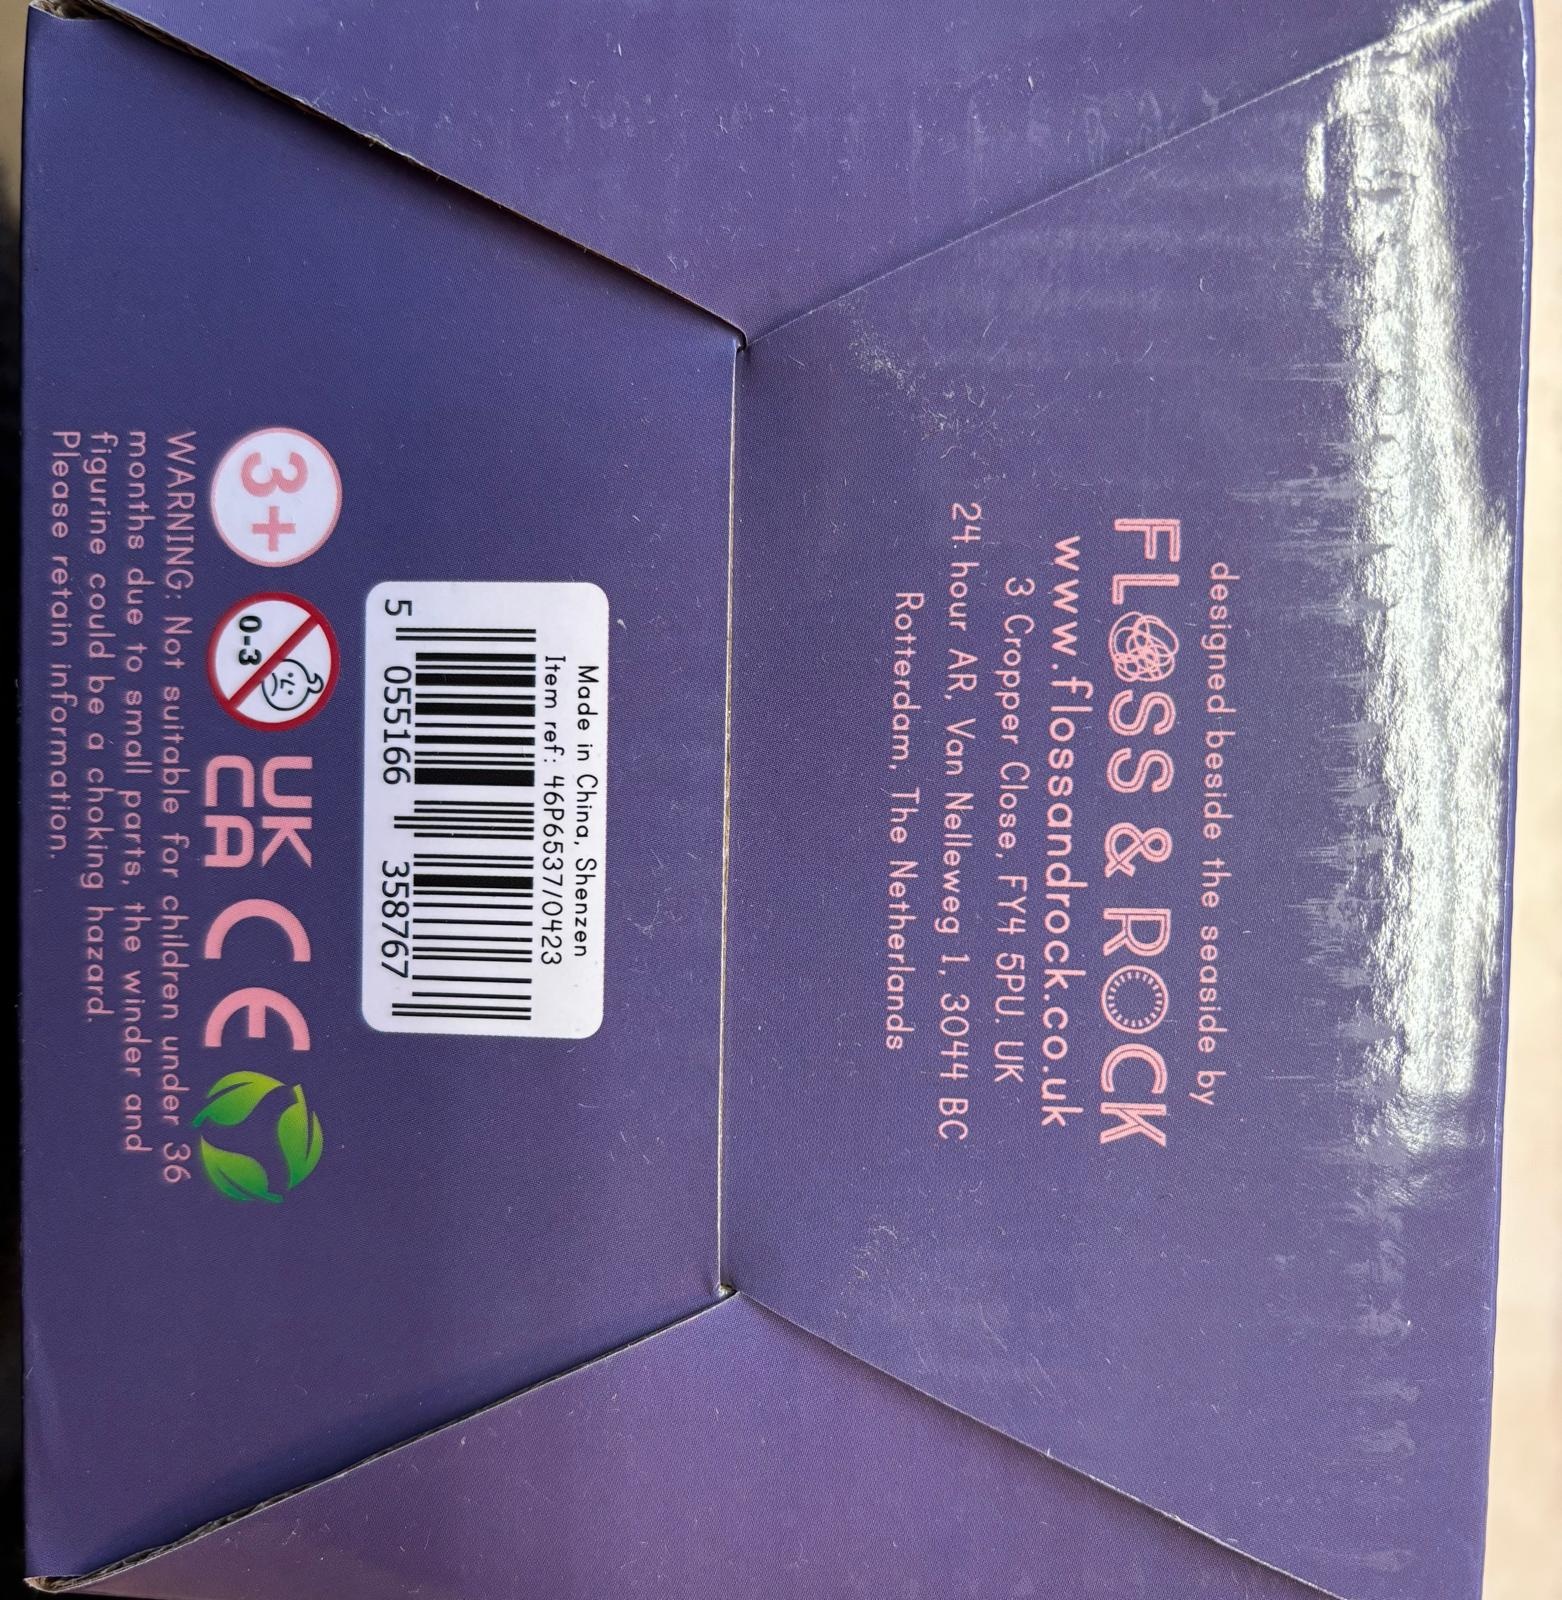 designed beside the seaside by
FLOSS & ROCK
www.flossandrock.co.uk
3 Cropper Close, FY4 5PU. UK
24 hour AR, Van Nelleweg 1, 3044 BC
Rotterdam, The Netherlands
Made in China, Shenzen
Item ref: 46P6537/0423
5 055166 358767
3+
0-3
UK
CA
CE
WARNING: Not suitable for children under 36
months due to small parts, the winder and
figurine could be a choking hazard.
Please retain information.